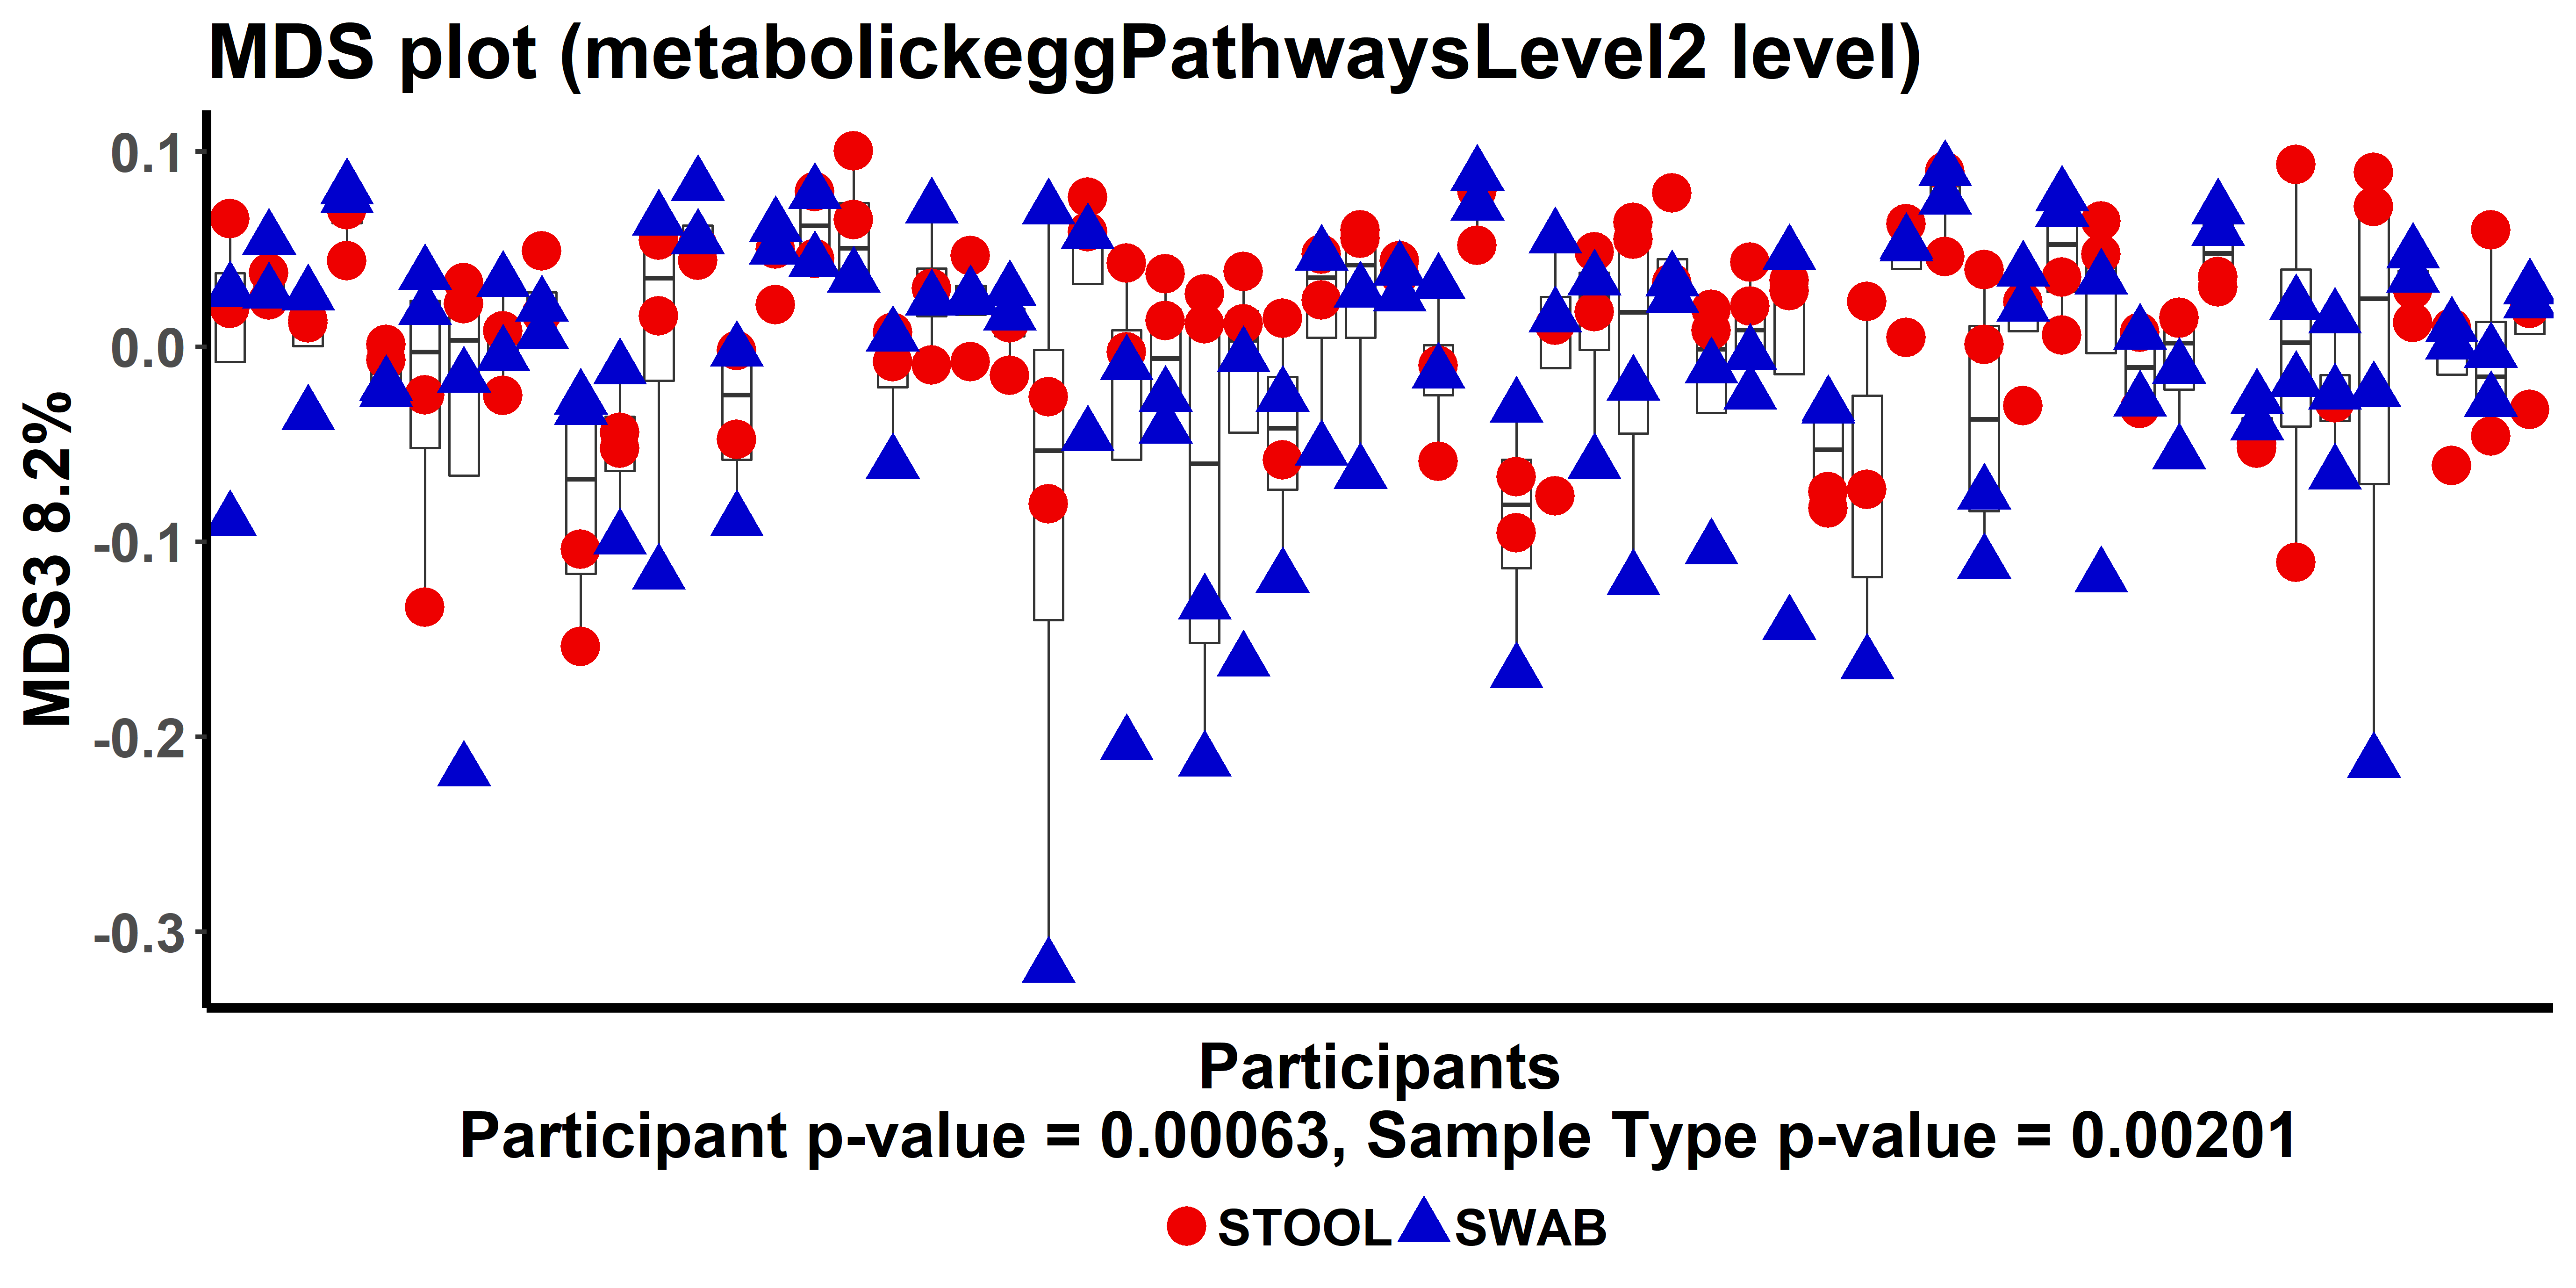 MDS plot (metabolickeggPathwaysLevel2 level)
0.1
0.0
-0.1
-0.2
-0.3
MDS3 8.2%
Participants
Participant p-value = 0.00063, Sample Type p-value = 0.00201
STOOL SWAB